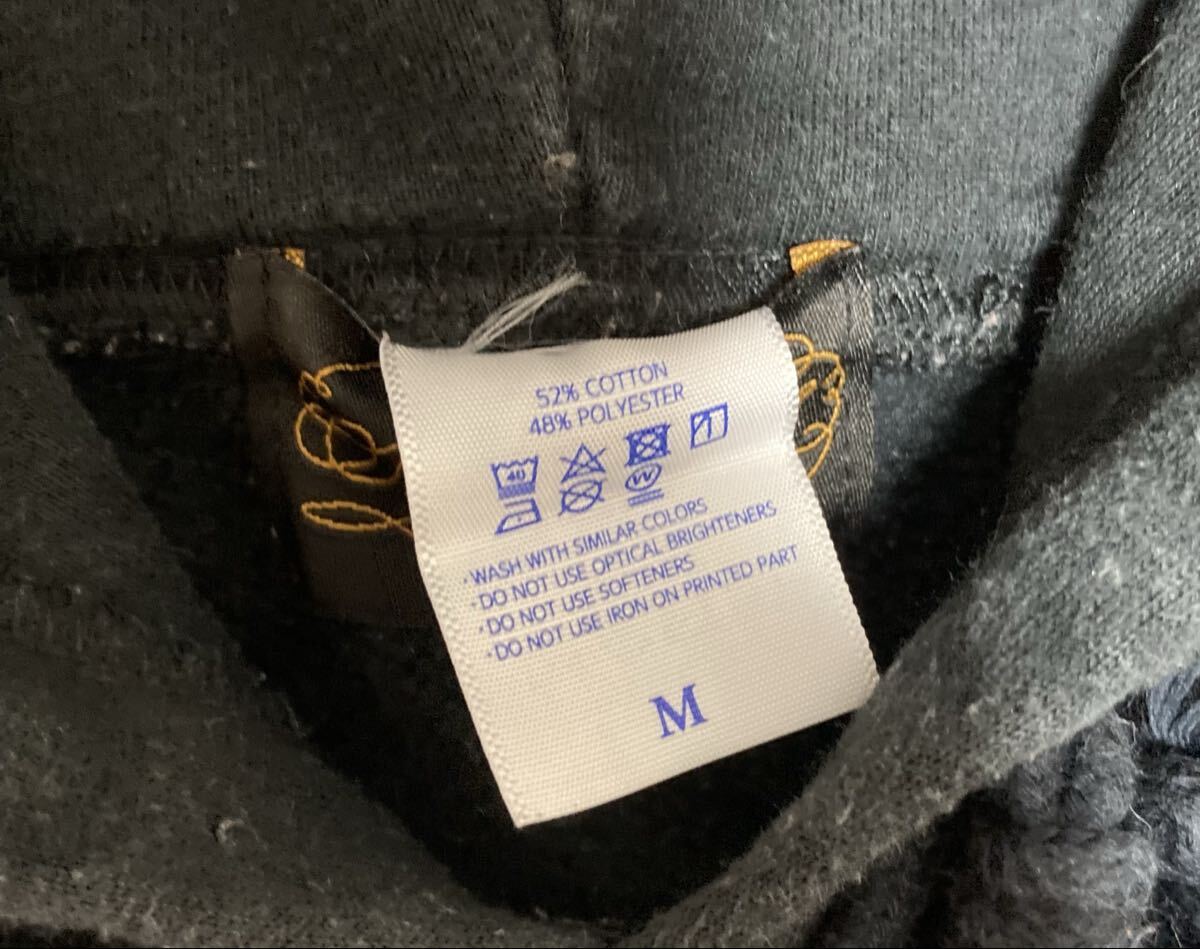 52% COTTON
48% POLYESTER
40
W
·WASH WITH SIMILAR COLORS
·DO NOT USE OPTICAL BRIGHTENERS
·DO NOT USE SOFTENERS
·DO NOT USE IRON ON PRINTED PART
M